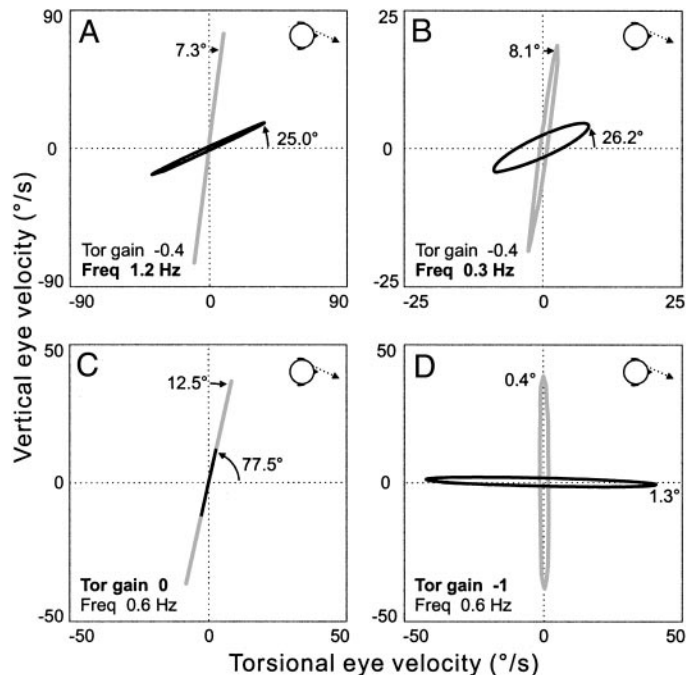 Vertical eye velocity (°/s)
90
A
7.3°
0
25.0°
Tor gain -0.4
Freq 1.2 Hz
-90
-90
0
90
25
B
8.1°
0
26.2°
Tor gain -0.4
Freq 0.3 Hz
-25
-25
0
25
50
C
12.5°
77.5°
0
Tor gain 0
Freq 0.6 Hz
-50
-50
0
50
50
D
0.4°
0
1.3°
Tor gain -1
Freq 0.6 Hz
-50
-50
0
50
Torsional eye velocity (°/s)